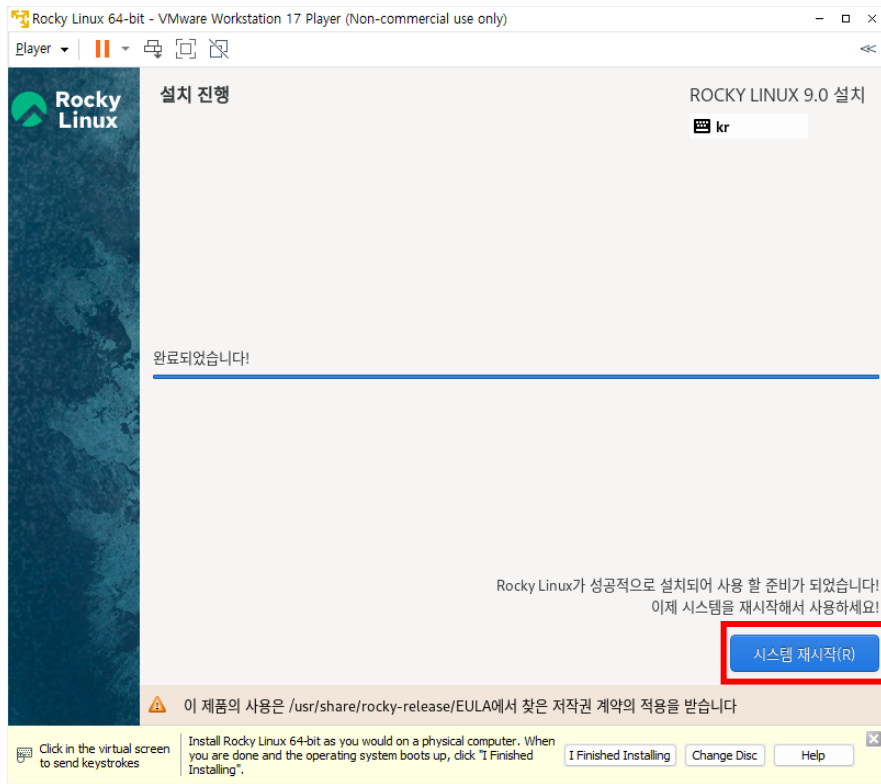 Rocky Linux 64-bit - VMware Workstation 17 Player (Non-commercial use only)
Player
Rocky
Linux
설치 진행
ROCKY LINUX 9.0 설치
kr
완료되었습니다!
Rocky Linux가 성공적으로 설치되어 사용 할 준비가 되었습니다!
이제 시스템을 재시작해서 사용하세요!
시스템 재시작(R)
이 제품의 사용은 /usr/share/rocky-release/EULA에서 찾은 저작권 계약의 적용을 받습니다
Click in the virtual screen
to send keystrokes
Install Rocky Linux 64-bit as you would on a physical computer. When
you are done and the operating system boots up, click "I Finished
Installing".
I Finished Installing
Change Disc
Help